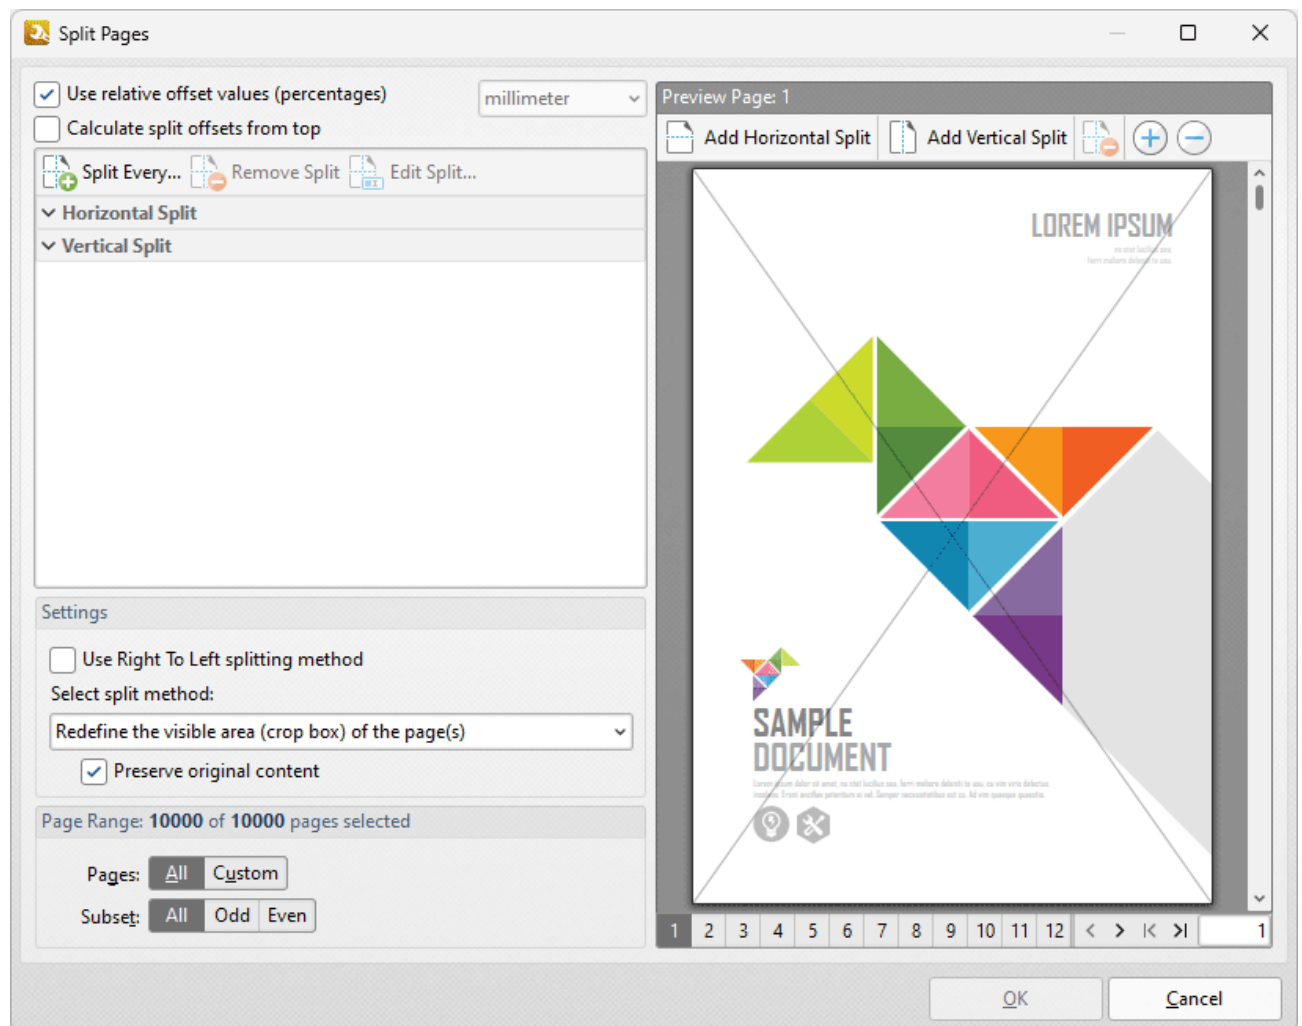 Split Pages
Use relative offset values (percentages)
millimeter
Calculate split offsets from top
Split Every...
Remove Split
Edit Split...
Horizontal Split
Vertical Split
Settings
Use Right To Left splitting method
Select split method:
Redefine the visible area (crop box) of the page(s)
Preserve original content
Page Range: 10000 of 10000 pages selected
Pages: All Custom
Subset: All Odd Even
Preview Page: 1
Add Horizontal Split
Add Vertical Split
LOREM IPSUM
SAMPLE
DOCUMENT
1 2 3 4 5 6 7 8 9 10 11 12
1
OK
Cancel